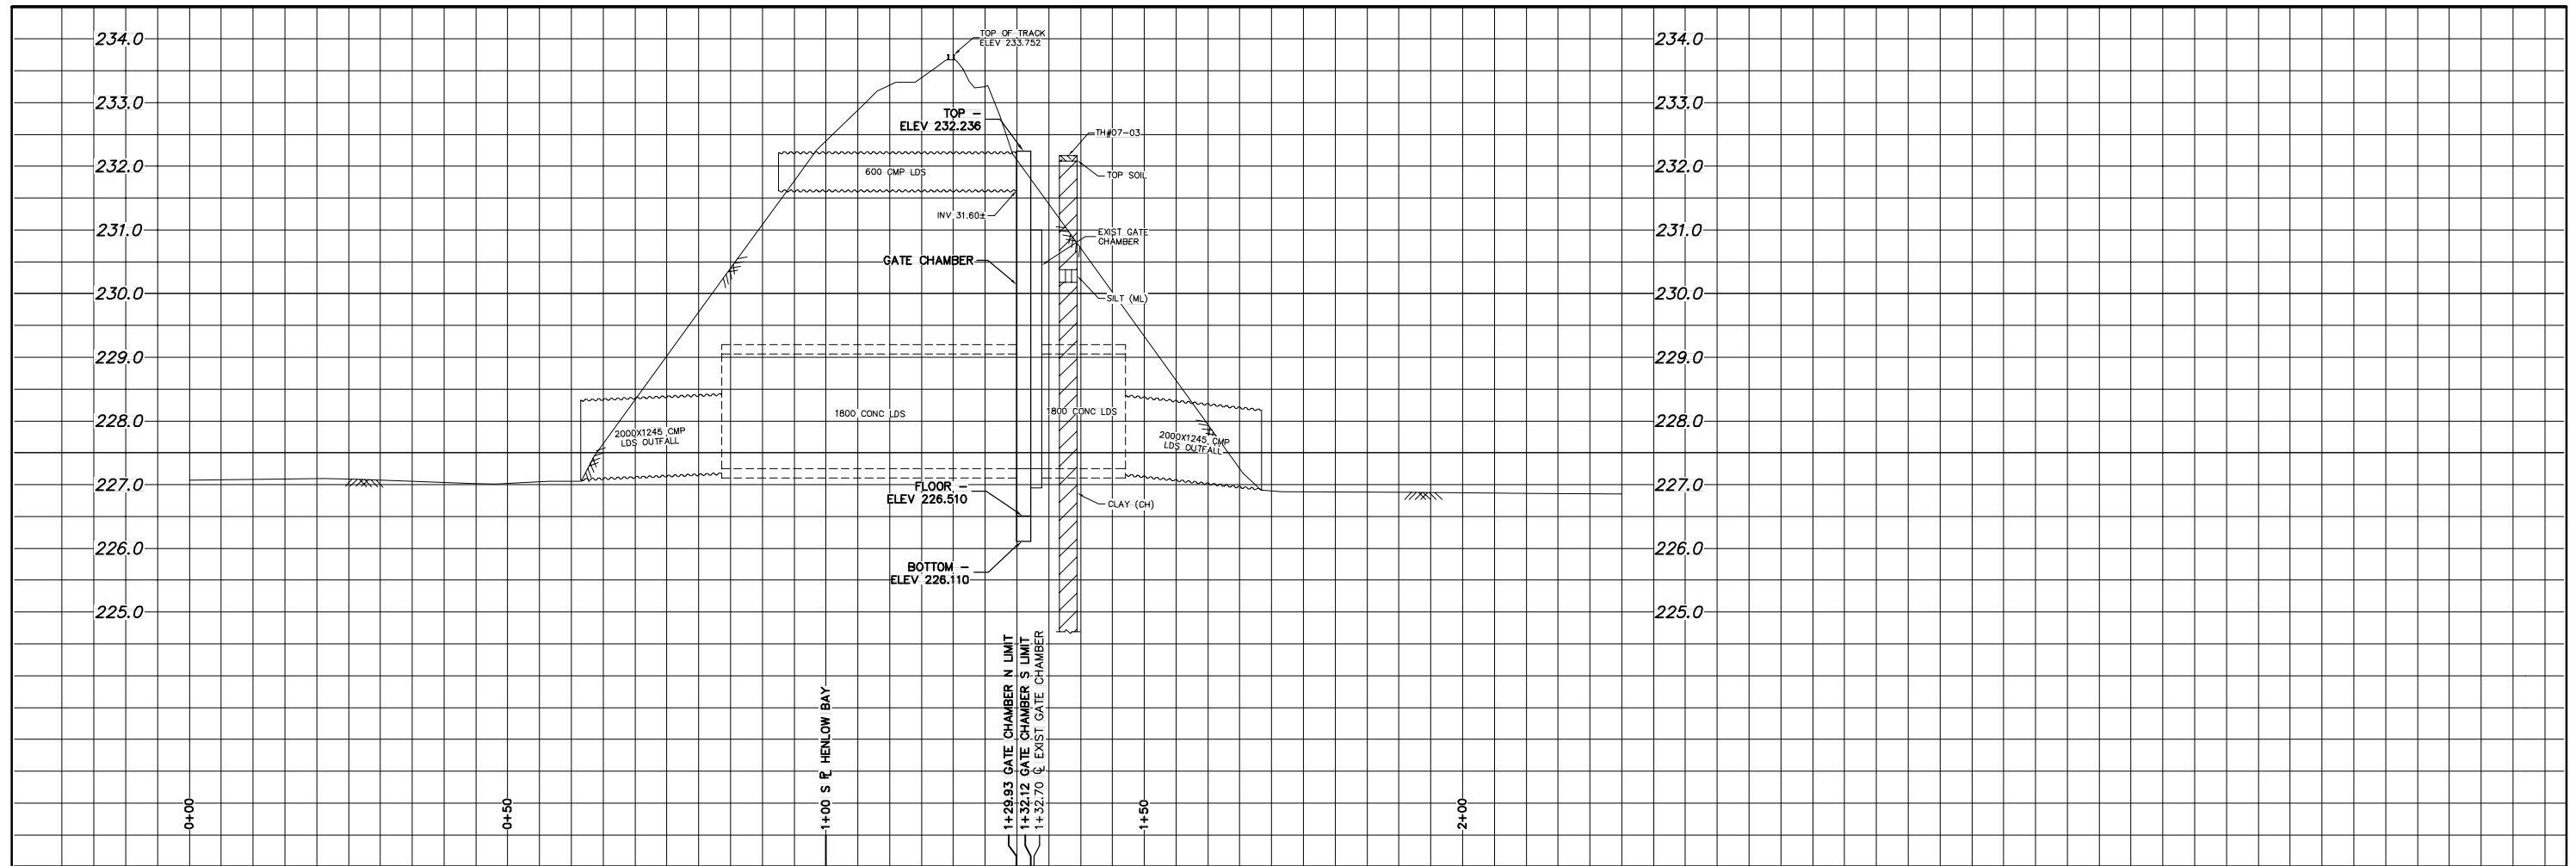 234.0
TOP OF TRACK
ELEV 233.752
234.0
233.0
TOP –
ELEV 232.236
233.0
TH#07-03
232.0
600 CMP LDS
TOP SOIL
232.0
INV 31.60±
231.0
EXIST GATE
CHAMBER
231.0
GATE CHAMBER
230.0
SILT (ML)
230.0
229.0
229.0
228.0
2000X1245 CMP
LDS OUTFALL
1800 CONC LDS
1800 CONC LDS
2000X1245 CMP
LDS OUTFALL
228.0
227.0
FLOOR –
ELEV 226.510
CLAY (CH)
227.0
226.0
BOTTOM –
ELEV 226.110
226.0
225.0
225.0
0+00
0+50
1+00 S PL HENLOW BAY
1+29.93 GATE CHAMBER N LIMIT
1+32.12 GATE CHAMBER S LIMIT
1+32.70 CL EXIST GATE CHAMBER
1+50
2+00